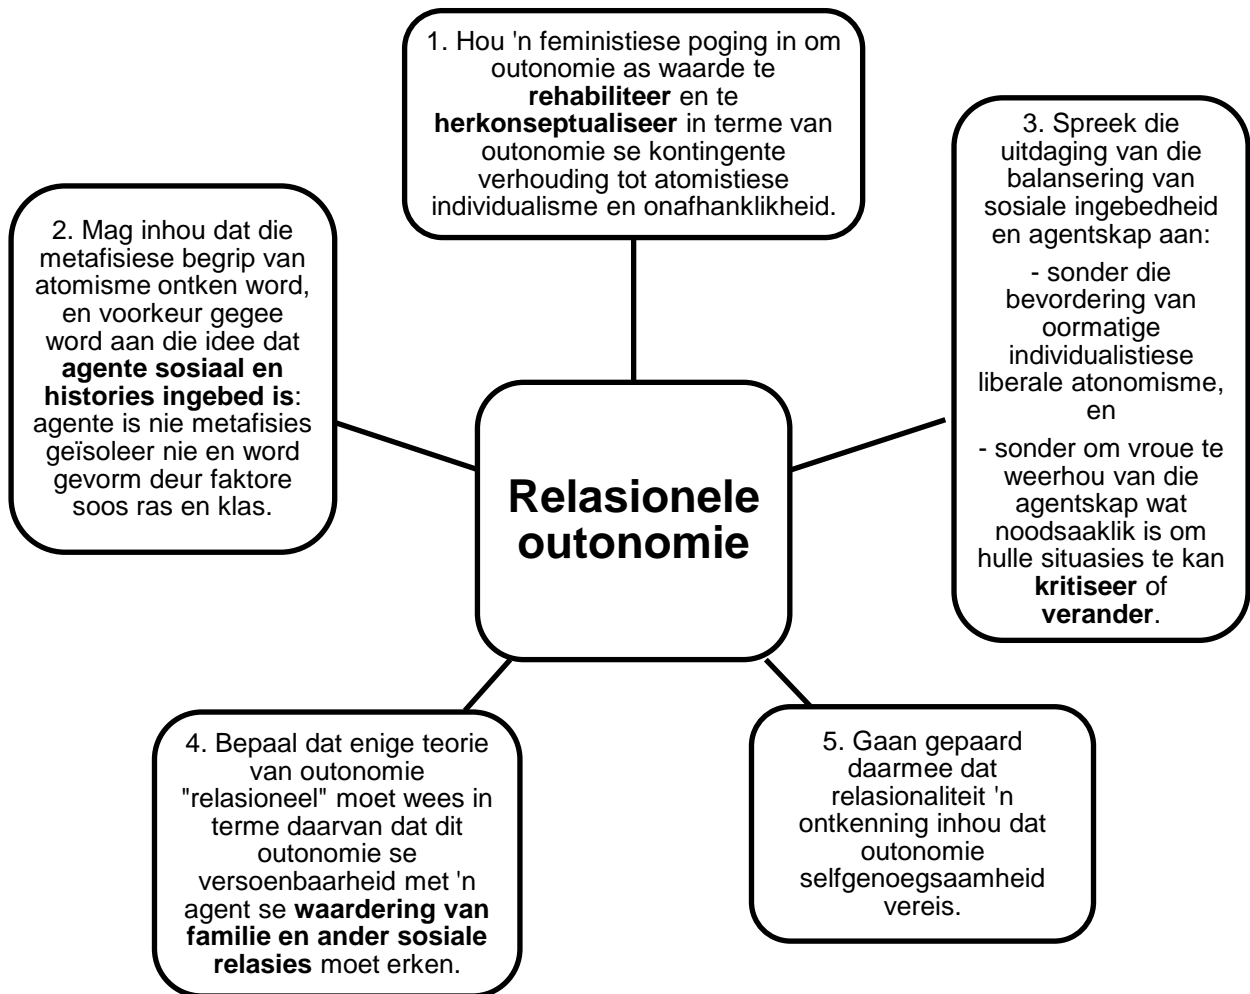 1. Hou 'n feministiese poging in om
outonomie as waarde te
rehabiliteer en te
herkonseptualiseer in terme van
outonomie se kontingente
verhouding tot atomistiese
individualisme en onafhanklikheid.
2. Mag inhou dat die
metafisiese begrip van
atomisme ontken word,
en voorkeur gegee
word aan die idee dat
agente sosiaal en
histories ingebed is:
agente is nie metafisies
geïsoleer nie en word
gevorm deur faktore
soos ras en klas.
3. Spreek die
uitdaging van die
balansering van
sosiale ingebedheid
en agentskap aan:
- sonder die
bevordering van
oormatige
individualistiese
liberale atonomisme,
en
- sonder om vroue te
weerhou van die
agentskap wat
noodsaaklik is om
hulle situasies te kan
kritiseer of
verander.
Relasionele
outonomie
4. Bepaal dat enige teorie
van outonomie
"relasioneel" moet wees in
terme daarvan dat dit
outonomie se
versoenbaarheid met 'n
agent se waardering van
familie en ander sosiale
relasies moet erken.
5. Gaan gepaard
daarmee dat
relasionaliteit 'n
ontkenning inhou dat
outonomie
selfgenoegsaamheid
vereis.